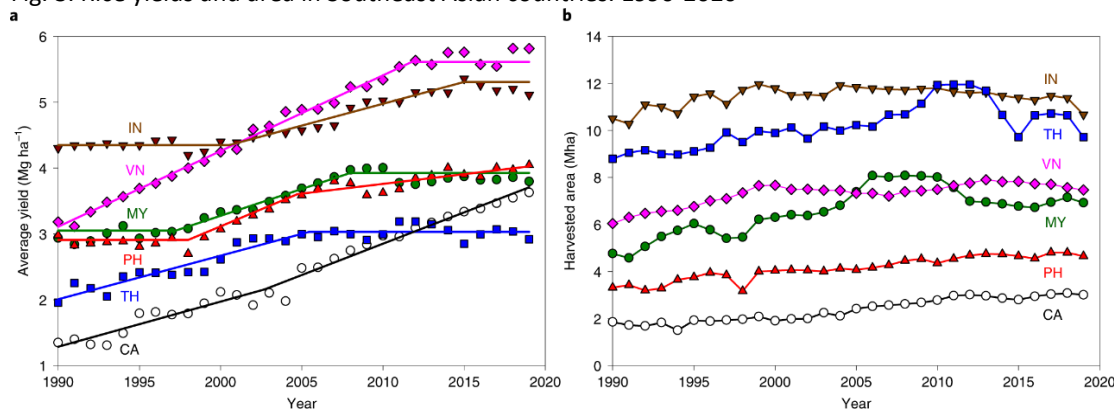 Fig. 3. Rice yields and area in Southeast Asian countries. 1990-2020
a
b
Average yield (Mg ha⁻¹)
6
5
4
3
2
1
IN
VN
MY
PH
TH
CA
1990
1995
2000
2005
2010
2015
2020
Year
Harvested area (Mha)
14
12
10
8
6
4
2
0
IN
TH
VN
MY
PH
CA
1990
1995
2000
2005
2010
2015
2020
Year